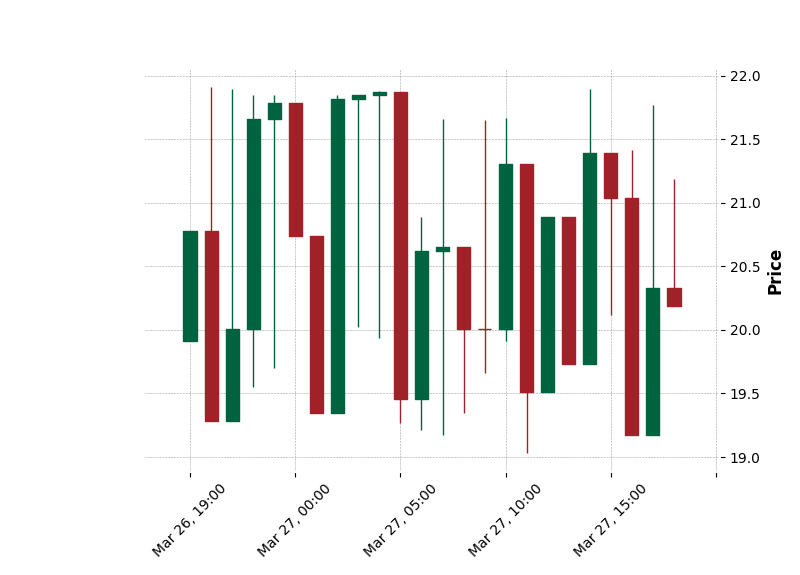 22.0
21.5
21.0
20.5
20.0
19.5
19.0
Price
Mar 26, 19:00
Mar 27, 00:00
Mar 27, 05:00
Mar 27, 10:00
Mar 27, 15:00